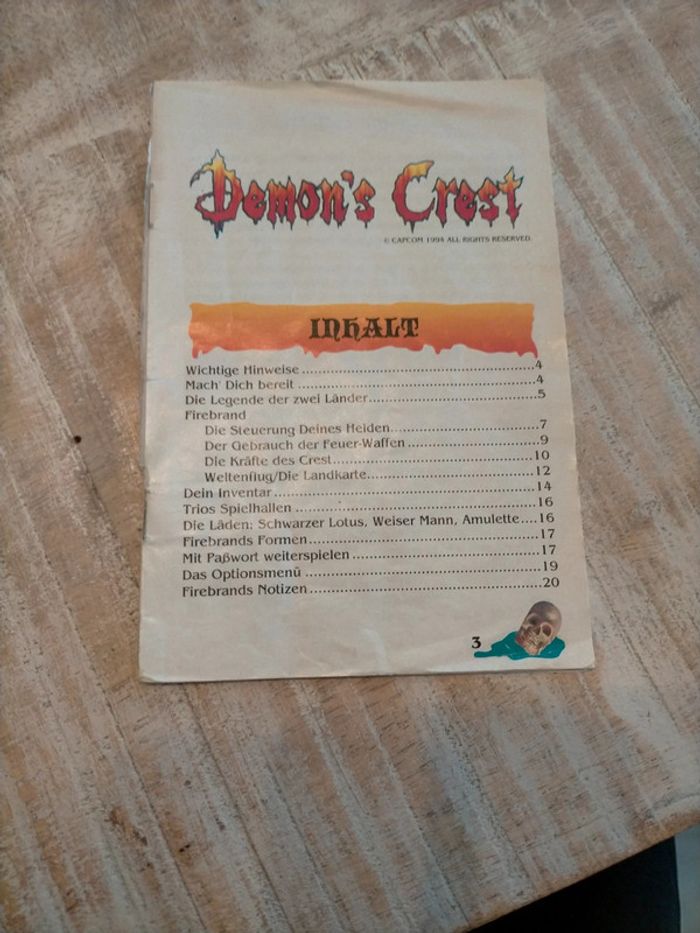 Demon's Crest
© CAPCOM 1994 ALL RIGHTS RESERVED.
INHALT
Wichtige Hinweise......4
Mach' Dich bereit......4
Die Legende der zwei Länder......5
Firebrand
Die Steuerung Deines Helden......7
Der Gebrauch der Feuer-Waffen......9
Die Kräfte des Crest......10
Weltenflug/Die Landkarte......12
Dein Inventar......14
Trios Spielhallen......16
Die Läden: Schwarzer Lotus, Weiser Mann, Amulette....16
Firebrands Formen......17
Mit Paßwort weiterspielen......17
Das Optionsmenü......19
Firebrands Notizen......20
3